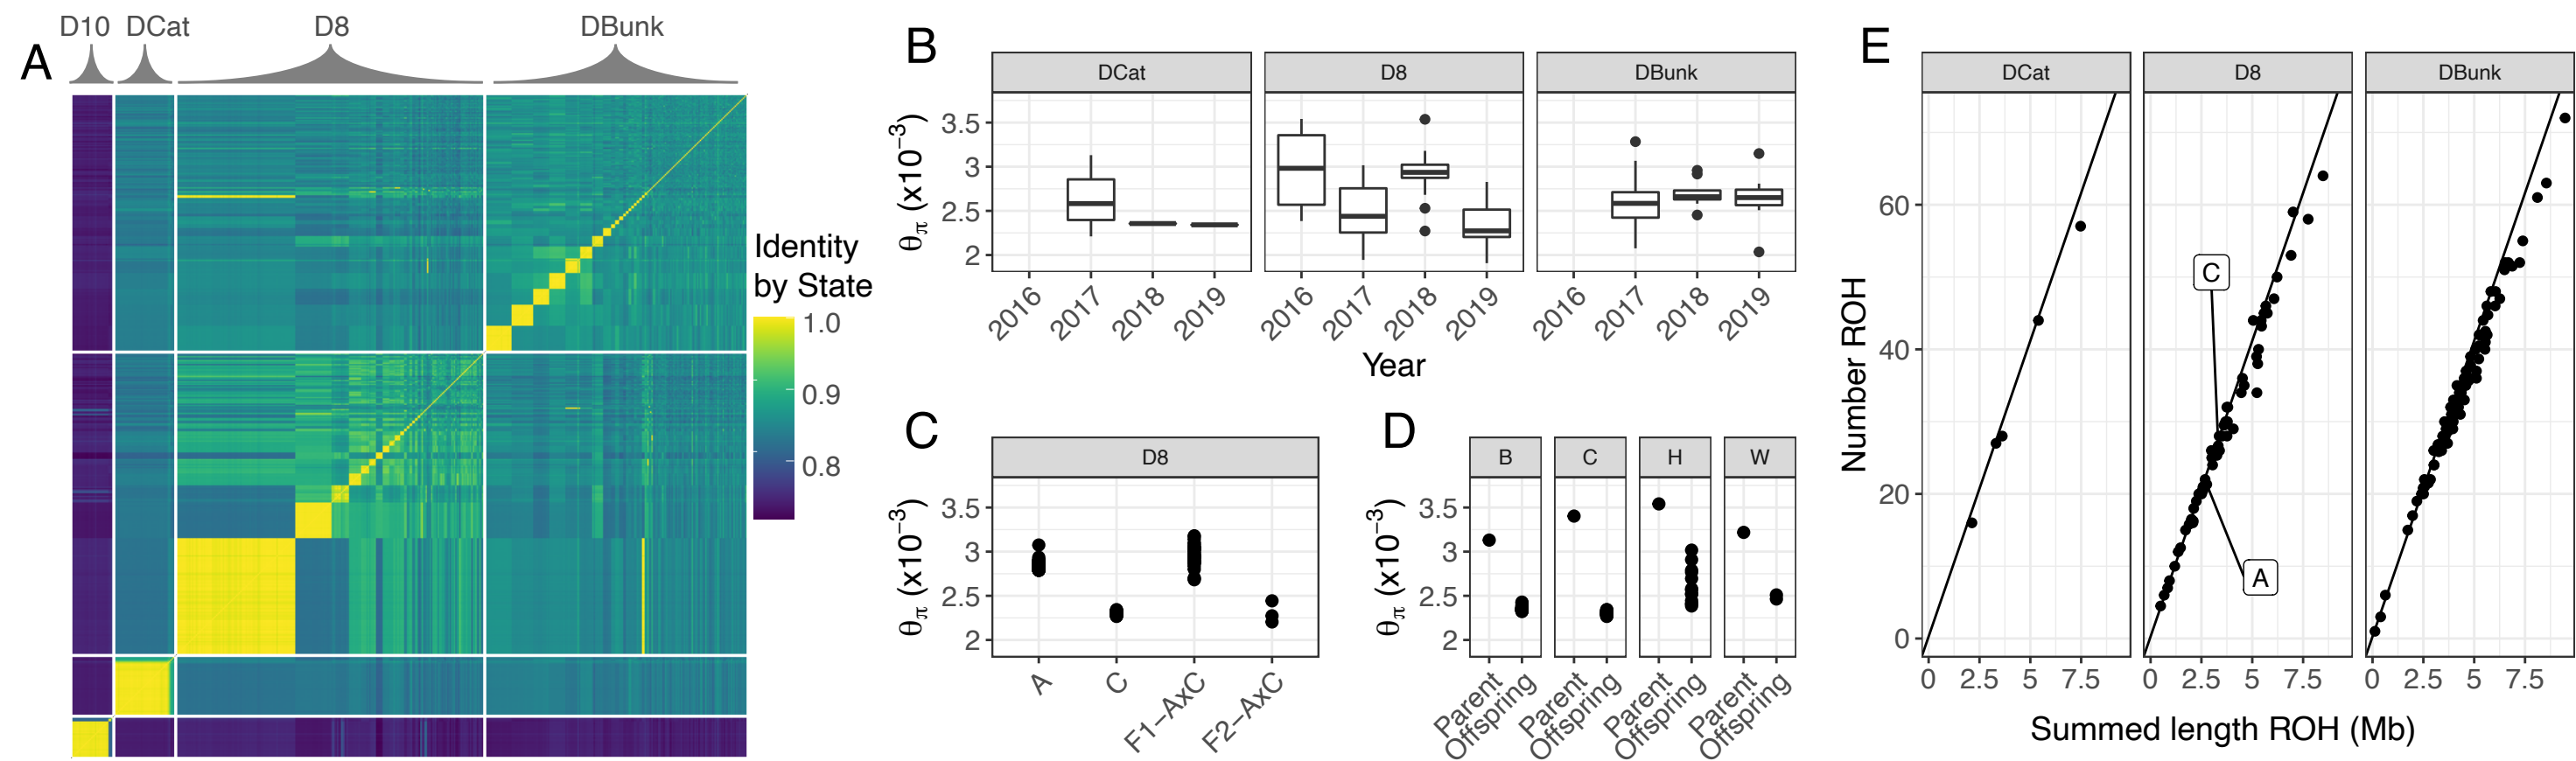 A
D10 DCat D8 DBunk
Identity
by State
1.0
0.9
0.8
B
DCat D8 DBunk
θπ (x10⁻³)
3.5
3
2.5
2
2016 2017 2018 2019 2016 2017 2018 2019 2016 2017 2018 2019
Year
C
D8
θπ (x10⁻³)
3.5
3
2.5
2
A C F1−AxC F2−AxC
D
B C H W
θπ (x10⁻³)
3.5
3
2.5
2
Parent Offspring Parent Offspring Parent Offspring Parent Offspring
E
DCat D8 DBunk
Number ROH
60
40
20
0
C
A
0 2.5 5 7.5 0 2.5 5 7.5 0 2.5 5 7.5
Summed length ROH (Mb)